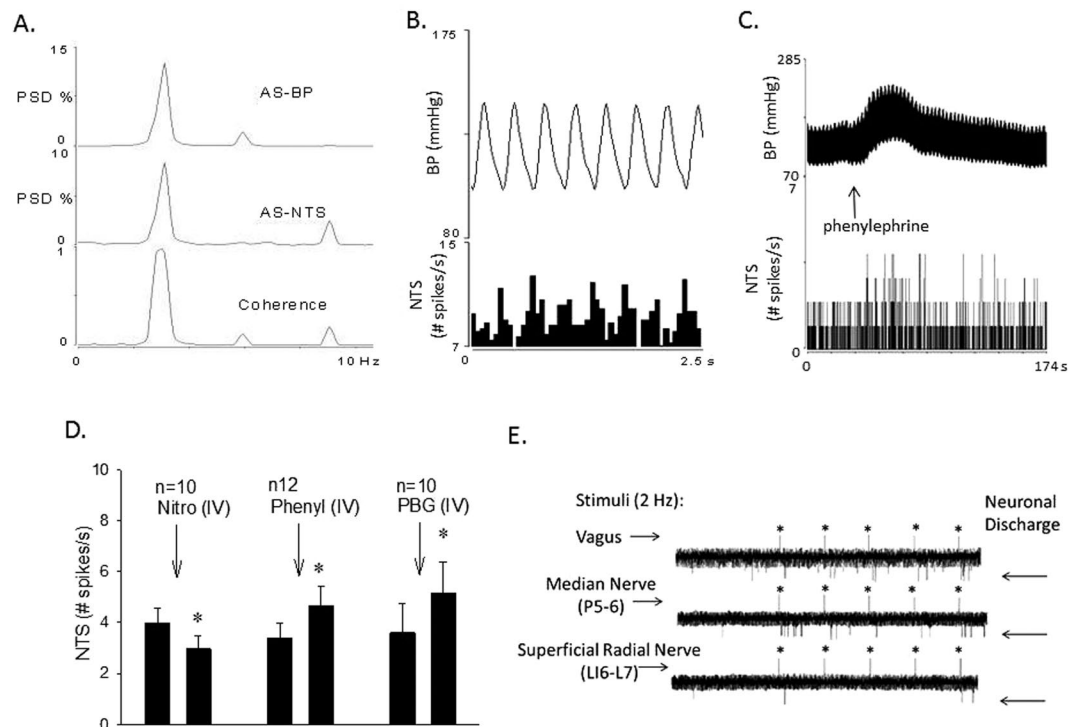 A.
15
PSD %
AS-BP
0
10
PSD %
AS-NTS
0
1
Coherence
0
0
10 Hz
B.
175
BP (mmHg)
80
15
NTS
(# spikes/s)
7
0
2.5 s
C.
285
BP (mmHg)
70
7
phenylephrine
NTS
(# spikes/s)
0
0
174s
D.
10
8
6
4
2
0
NTS (# spikes/s)
n=10
Nitro (IV)
*
n12
Phenyl (IV)
*
n=10
PBG (IV)
*
E.
Stimuli (2 Hz):
Neuronal
Discharge
Vagus
* * * * *
Median Nerve
(P5-6)
* * * * *
Superficial Radial Nerve
(LI6-L7)
* * * * *